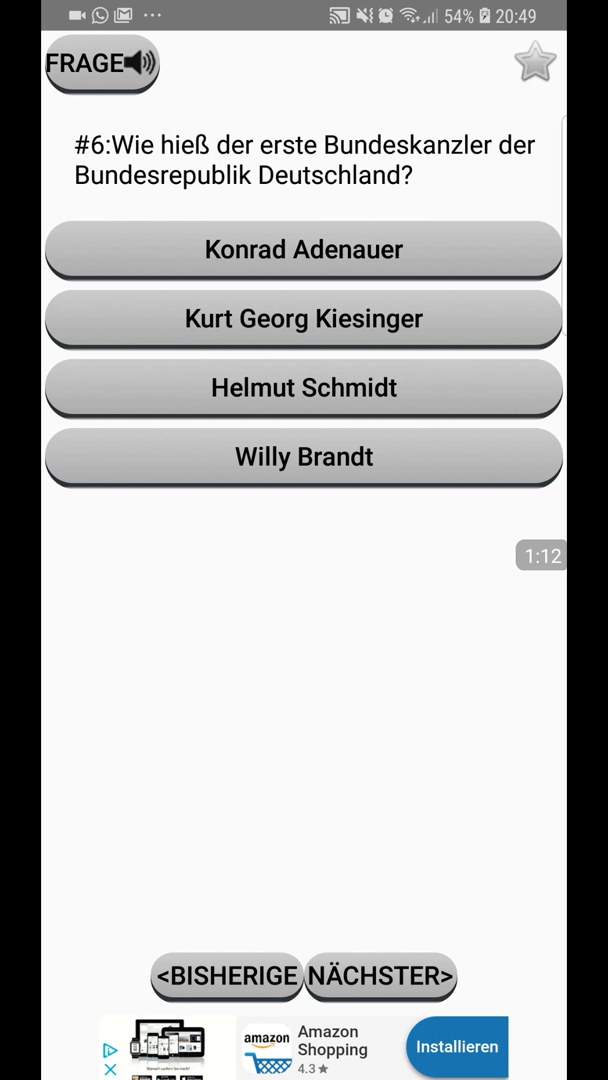 54% 20:49
FRAGE
#6:Wie hieß der erste Bundeskanzler der
Bundesrepublik Deutschland?
Konrad Adenauer
Kurt Georg Kiesinger
Helmut Schmidt
Willy Brandt
1:12
<BISHERIGE NÄCHSTER>
amazon
Amazon
Shopping
4.3★
Installieren